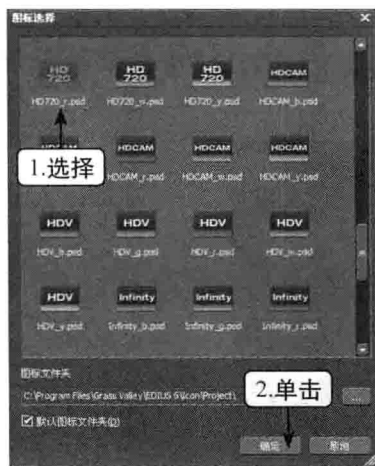 图标选择
HD 720
HD 720
HD 720
HDCAM
HD720_r.psd
HD720_w.psd
HD720_y.psd
HDCAM_b.psd
1.选择
HDCAM
HDCAM
HDCAM
HDCAM_r.psd
HDCAM_w.psd
HDCAM_y.psd
HDV
HDV
HDV
HDV
HDV_b.psd
HDV_g.psd
HDV_r.psd
HDV_w.psd
HDV
Infinity
Infinity
Infinity
HDV_y.psd
Infinity_b.psd
Infinity_g.psd
Infinity_r.psd
图标文件夹
C:\Program Files\Grass Valley\EDIUS 6\Icon\Project\
...
2.单击
默认图标文件夹(D)
确定
取消